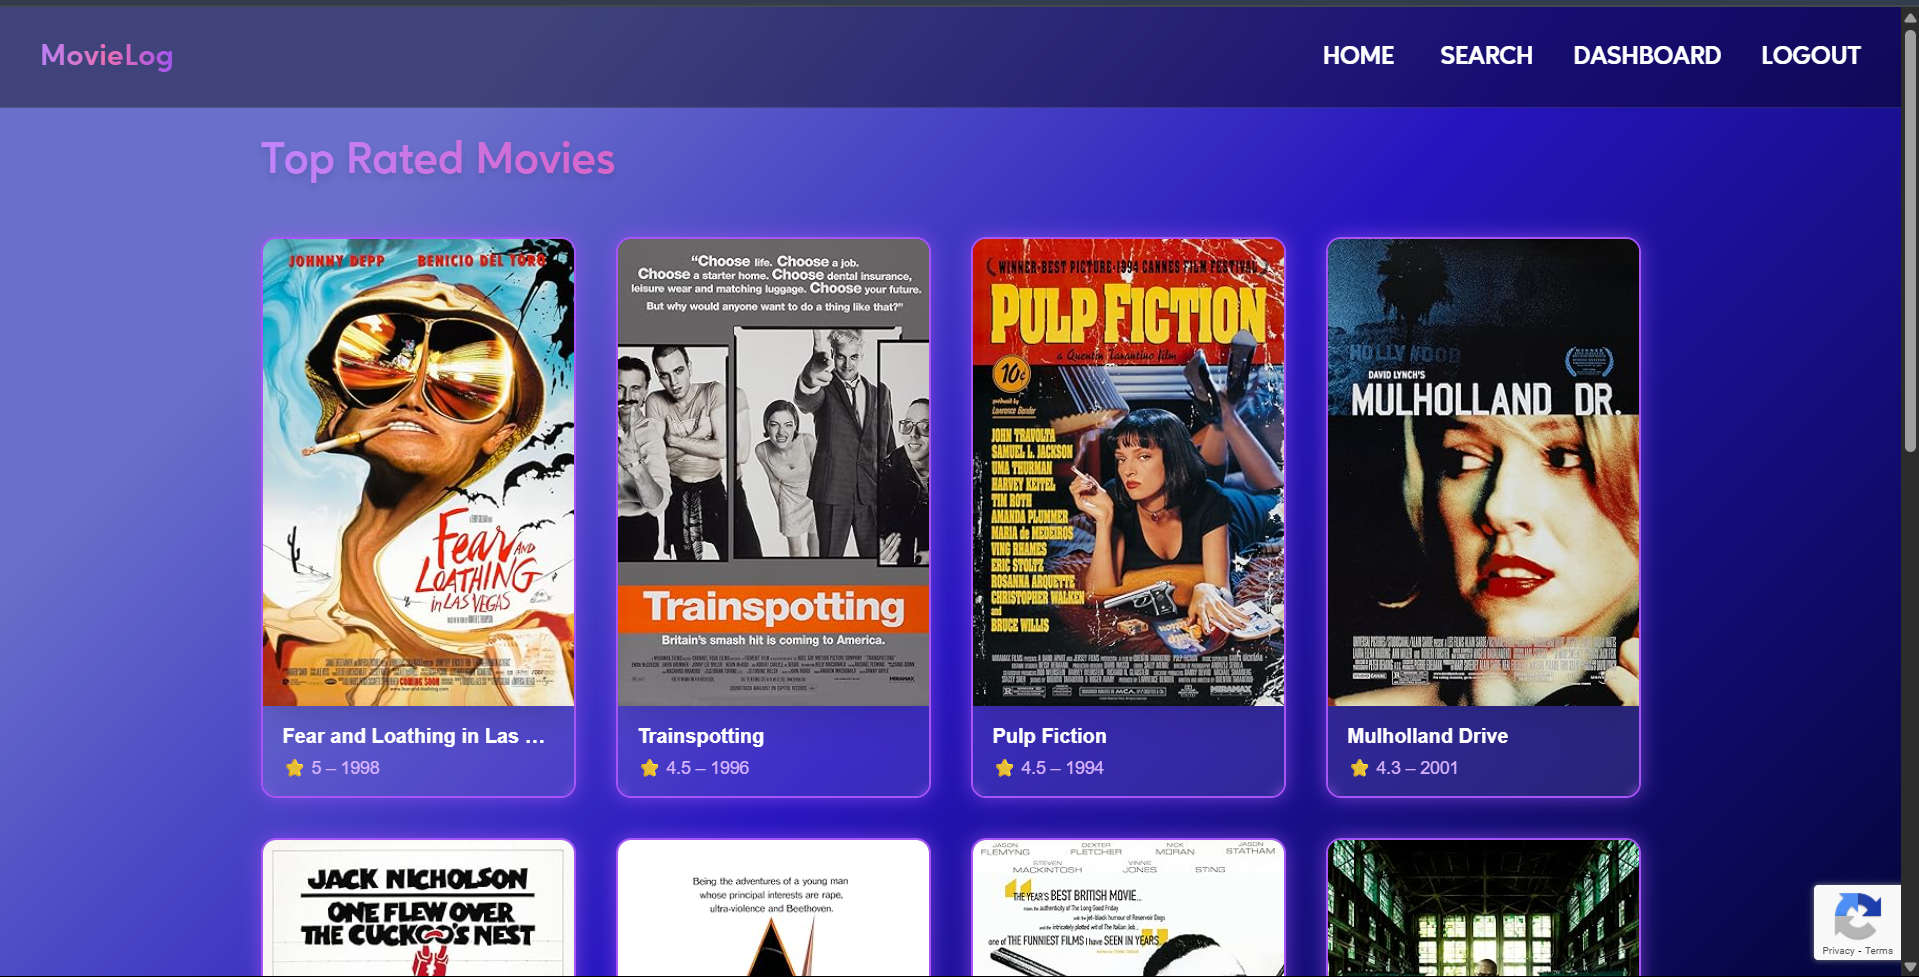 MovieLog
HOME
SEARCH
DASHBOARD
LOGOUT
Top Rated Movies
JOHNNY DEPP BENICIO DEL TORO
Fear AND
LOATHING
in LAS VEGAS
COMING SOON
Fear and Loathing in Las ...
5 – 1998
“Choose life. Choose a job.
Choose a starter home. Choose dental insurance,
leisure wear and matching luggage. Choose your future.
But why would anyone want to do a thing like that?”
Trainspotting
Britain's smash hit is coming to America.
MIRAMAX
Trainspotting
4.5 – 1996
WINNER-BEST PICTURE-1994 CANNES FILM FESTIVAL
PULP FICTION
a Quentin Tarantino film
10¢
produced by
Lawrence Bender
JOHN TRAVOLTA
SAMUEL L. JACKSON
UMA THURMAN
HARVEY KEITEL
TIM ROTH
AMANDA PLUMMER
MARIA de MEDEIROS
VING RHAMES
ERIC STOLTZ
ROSANNA ARQUETTE
CHRISTOPHER WALKEN
and
BRUCE WILLIS
MIRAMAX
Pulp Fiction
4.5 – 1994
HOLLYWOOD
DAVID LYNCH'S
MULHOLLAND DR.
Mulholland Drive
4.3 – 2001
JACK NICHOLSON
ONE FLEW OVER
THE CUCKOO'S NEST
Being the adventures of a young man
whose principal interests are rape,
ultra-violence and Beethoven.
JASON FLEMYNG
DEXTER FLETCHER
NICK MORAN
JASON STATHAM
STEVEN MACKINTOSH
VINNIE JONES
STING
THE YEAR'S BEST BRITISH MOVIE...
one of THE FUNNIEST FILMS I have SEEN IN YEARS.
Privacy - Terms